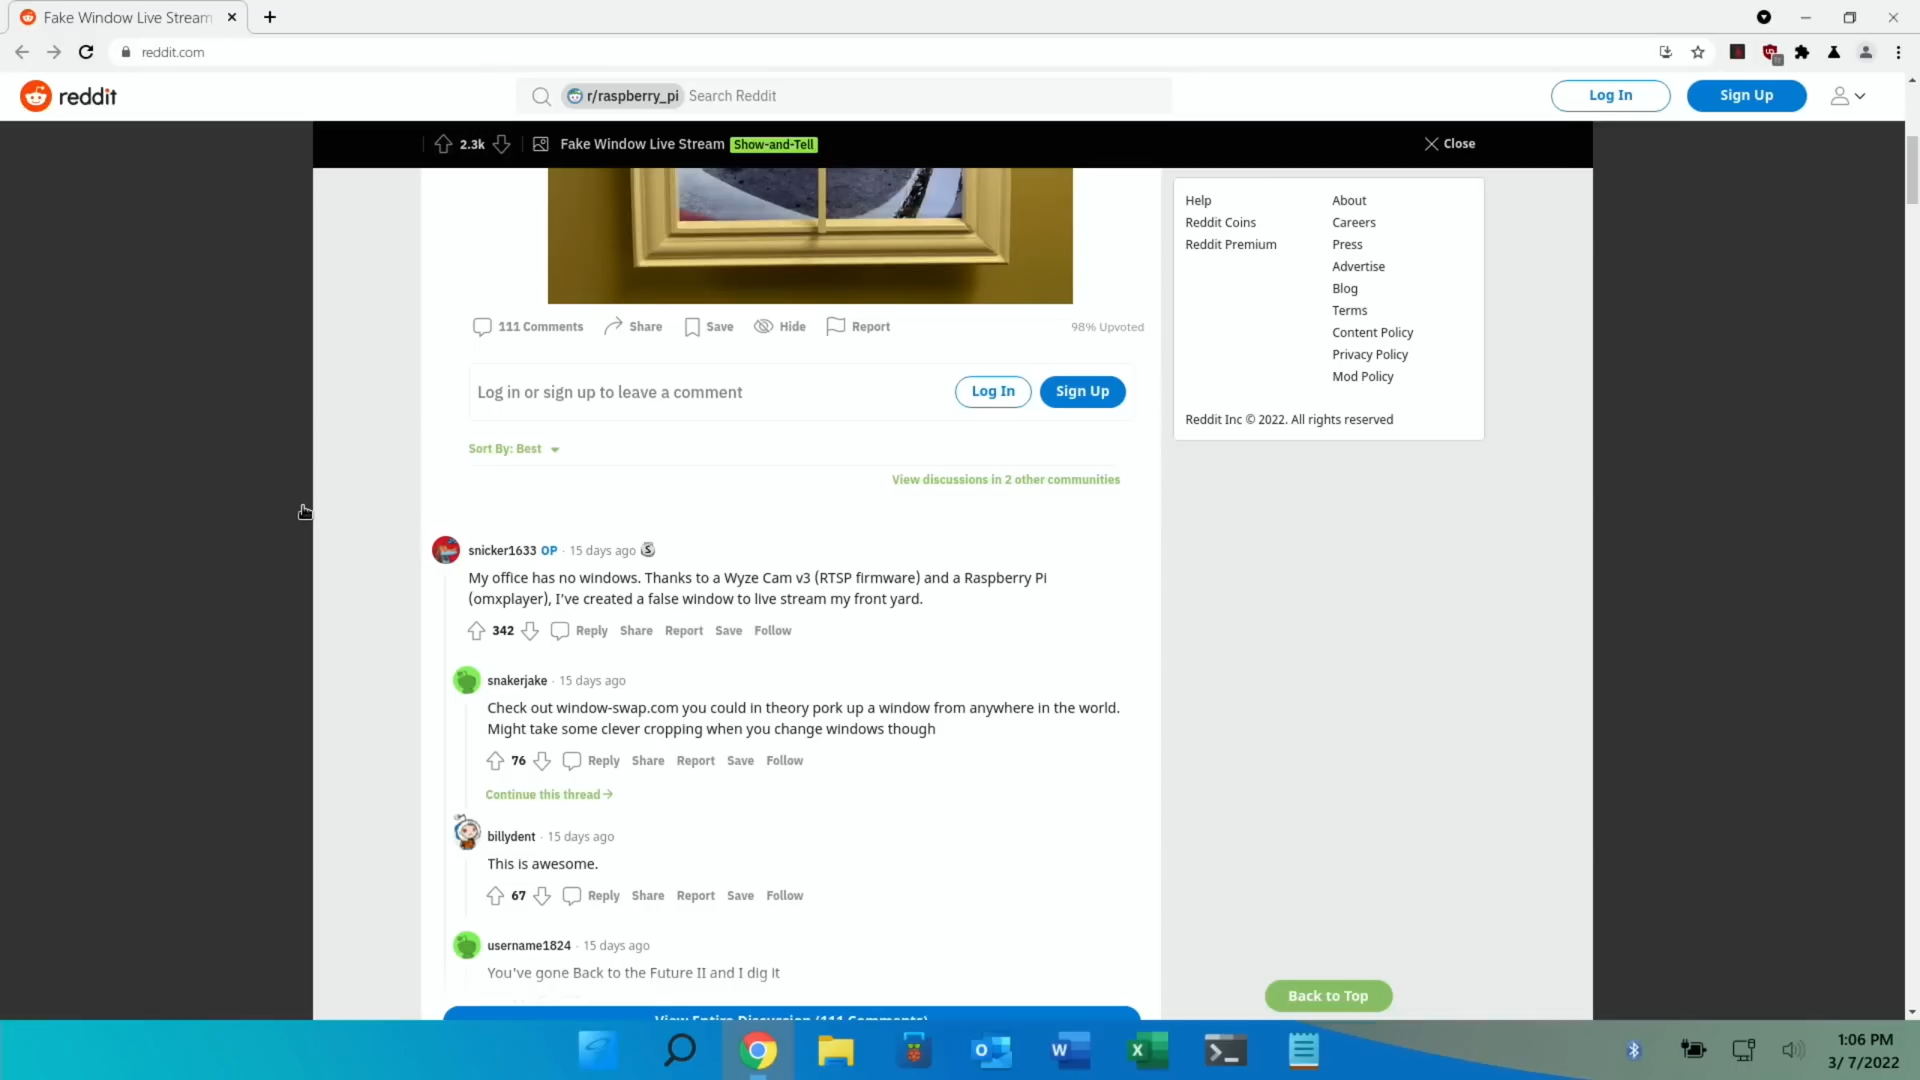 Fake Window Live Stream
reddit.com
reddit
r/raspberry_pi Search Reddit
Log In
Sign Up
2.3k
Fake Window Live Stream Show-and-Tell
Close
111 Comments Share Save Hide Report 98% Upvoted
Log in or sign up to leave a comment
Log In
Sign Up
Sort By: Best
View discussions in 2 other communities
snicker1633 OP · 15 days ago S
My office has no windows. Thanks to a Wyze Cam v3 (RTSP firmware) and a Raspberry Pi
(omxplayer), I've created a false window to live stream my front yard.
342 Reply Share Report Save Follow
snakerjake · 15 days ago
Check out window-swap.com you could in theory pork up a window from anywhere in the world.
Might take some clever cropping when you change windows though
76 Reply Share Report Save Follow
Continue this thread →
billydent · 15 days ago
This is awesome.
67 Reply Share Report Save Follow
username1824 · 15 days ago
You've gone Back to the Future II and I dig it
View Entire Discussion (111 Comments)
Help
Reddit Coins
Reddit Premium
About
Careers
Press
Advertise
Blog
Terms
Content Policy
Privacy Policy
Mod Policy
Reddit Inc © 2022. All rights reserved
Back to Top
O
W
X
1:06 PM
3/ 7/2022